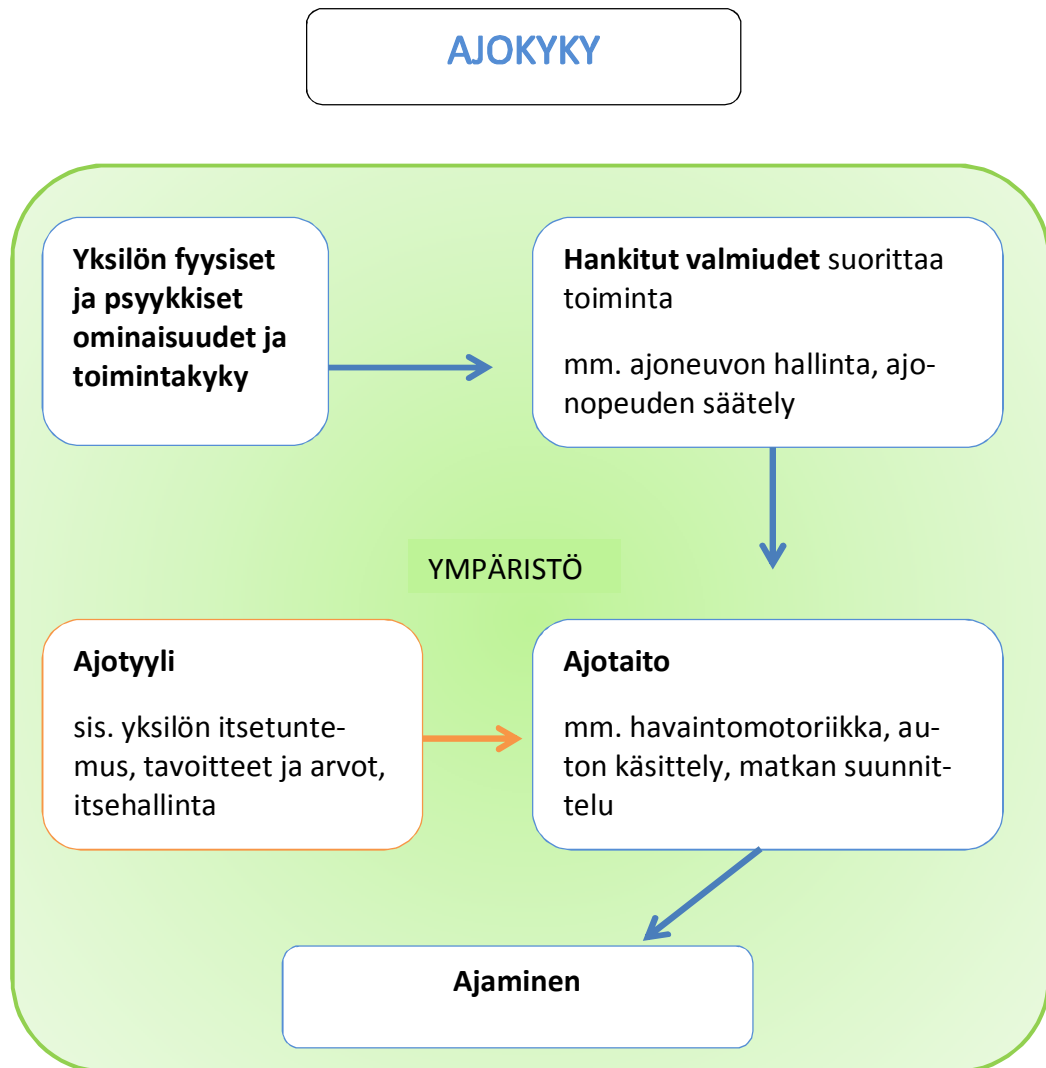 AJOKYKY
Yksilön fyysiset
ja psyykkiset
ominaisuudet ja
toimintakyky
Hankitut valmiudet suorittaa
toiminta
mm. ajoneuvon hallinta, ajo-
nopeuden säätely
YMPÄRISTÖ
Ajotyyli
sis. yksilön itsetunte-
mus, tavoitteet ja arvot,
itsehallinta
Ajotaito
mm. havaintomotoriikka, au-
ton käsittely, matkan suunnit-
telu
Ajaminen